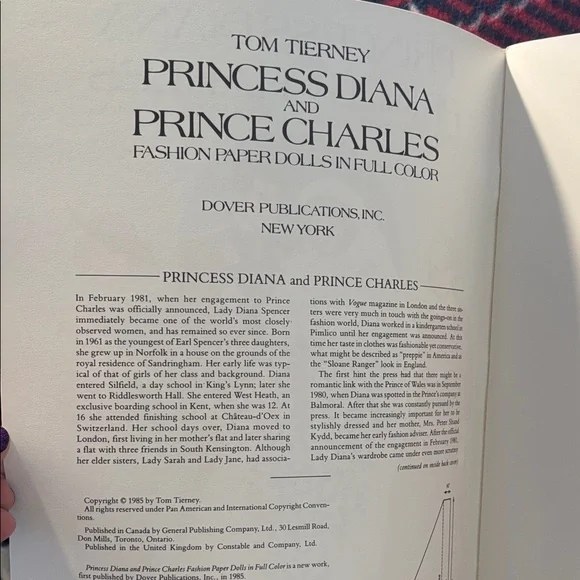 TOM TIERNEY
PRINCESS DIANA
AND
PRINCE CHARLES
FASHION PAPER DOLLS IN FULL COLOR
DOVER PUBLICATIONS, INC.
NEW YORK
PRINCESS DIANA and PRINCE CHARLES
In February 1981, when her engagement to Prince
Charles was officially announced, Lady Diana Spencer
immediately became one of the world's most closely
observed women, and has remained so ever since. Born
in 1961 as the youngest of Earl Spencer's three daughters,
she grew up in Norfolk in a house on the grounds of the
royal residence of Sandringham. Her early life was typ-
ical of that of girls of her class and background. Diana
entered Silfield, a day school in King's Lynn; later she
went to Riddlesworth Hall. She entered West Heath, an
exclusive boarding school in Kent, when she was 12. At
16 she attended finishing school at Château-d'Oex in
Switzerland. Her school days over, Diana moved to
London, first living in her mother's flat and later sharing
a flat with three friends in South Kensington. Although
her elder sisters, Lady Sarah and Lady Jane, had associa-
tions with Vogue magazine in London and the three sis-
ters were very much in touch with the goings-on in the
fashion world, Diana worked in a kindergarten school in
Pimlico until her engagement was announced. At this
time her taste in clothes was fashionable yet conservative,
what might be described as "preppie" in America and as
the "Sloane Ranger" look in England.
The first hint the press had that there might be a
romantic link with the Prince of Wales was in September
1980, when Diana was spotted in the Prince's company at
Balmoral. After that she was constantly pursued by the
press. It became increasingly important for her to be
stylishly dressed and her mother, Mrs. Peter Shand
Kydd, became her early fashion adviser. After the official
announcement of the engagement in February 1981,
Lady Diana's wardrobe came under even more scrutiny
(continued on inside back cover)
Copyright © 1985 by Tom Tierney.
All rights reserved under Pan American and International Copyright Conven-
tions.
Published in Canada by General Publishing Company, Ltd., 30 Lesmill Road,
Don Mills, Toronto, Ontario.
Published in the United Kingdom by Constable and Company, Ltd.
Princess Diana and Prince Charles Fashion Paper Dolls in Full Color is a new work,
first published by Dover Publications, Inc., in 1985.